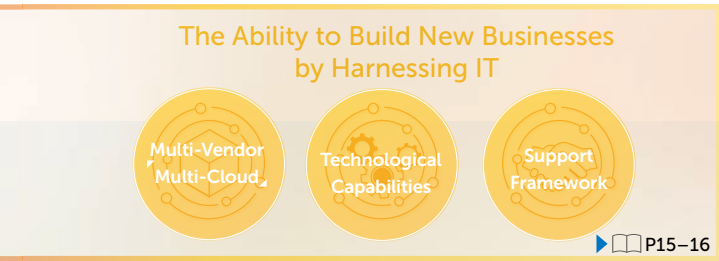 The Ability to Build New Businesses
by Harnessing IT
Multi-Vendor
Multi-Cloud
Technological
Capabilities
Support
Framework
P15–16